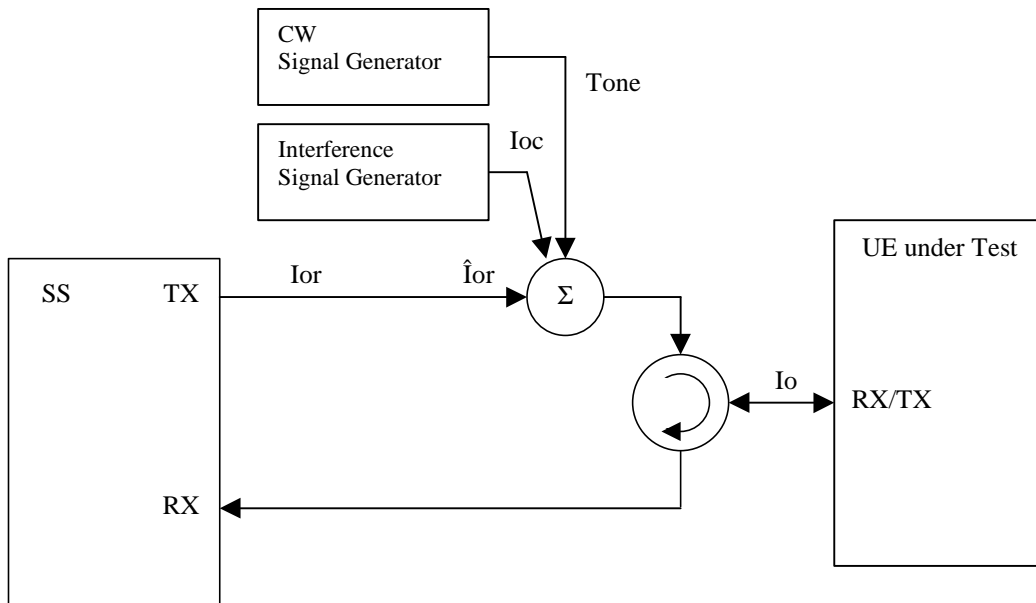 CW
Signal Generator
Tone
Interference
Signal Generator
Ioc
UE under Test
SS
TX
Ior
Îor
Σ
Io
RX/TX
RX